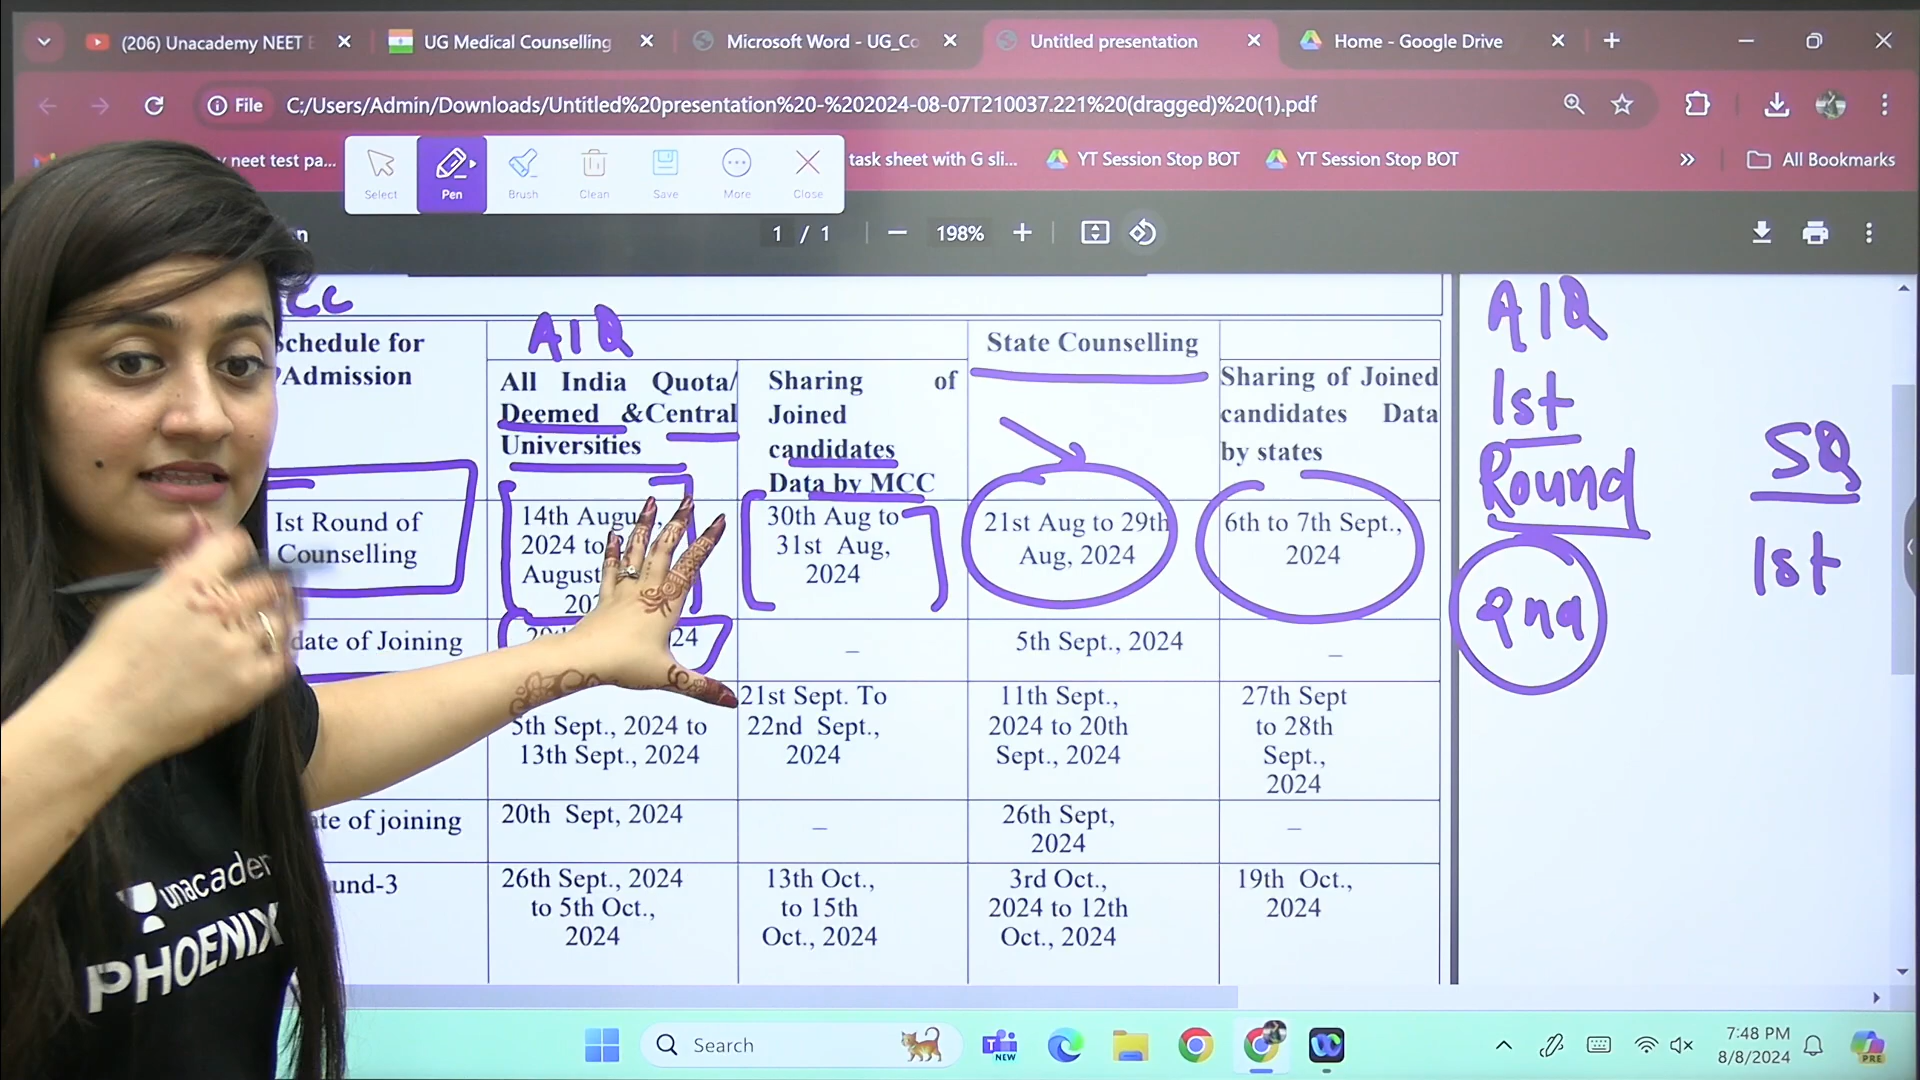 (206) Unacademy NEET
UG Medical Counselling
Microsoft Word - UG_Co
Untitled presentation
Home - Google Drive
File
C:/Users/Admin/Downloads/Untitled%20presentation%20-%202024-08-07T210037.221%20(dragged)%20(1).pdf
y neet test pa...
task sheet with G sli...
YT Session Stop BOT
YT Session Stop BOT
All Bookmarks
Select
Pen
Brush
Clean
Save
More
Close
1 / 1
198%
cc
AIQ
Schedule for
Admission
All India Quota/
Deemed &Central
Universities
Sharing of
Joined
candidates
Data by MCC
State Counselling
Sharing of Joined
candidates Data
by states
Ist Round of
Counselling
14th Augu
2024 to
August
30th Aug to
31st Aug,
2024
21st Aug to 29th
Aug, 2024
6th to 7th Sept.,
2024
date of Joining
24
–
5th Sept., 2024
–
5th Sept., 2024 to
13th Sept., 2024
21st Sept. To
22nd Sept.,
2024
11th Sept.,
2024 to 20th
Sept., 2024
27th Sept
to 28th
Sept.,
2024
te of joining
20th Sept, 2024
–
26th Sept,
2024
–
und-3
26th Sept., 2024
to 5th Oct.,
2024
13th Oct.,
to 15th
Oct., 2024
3rd Oct.,
2024 to 12th
Oct., 2024
19th Oct.,
2024
AIQ
1st
Round
2nd
SQ
1st
unacade
PHOENIX
Search
NEW
7:48 PM
8/8/2024
PRE